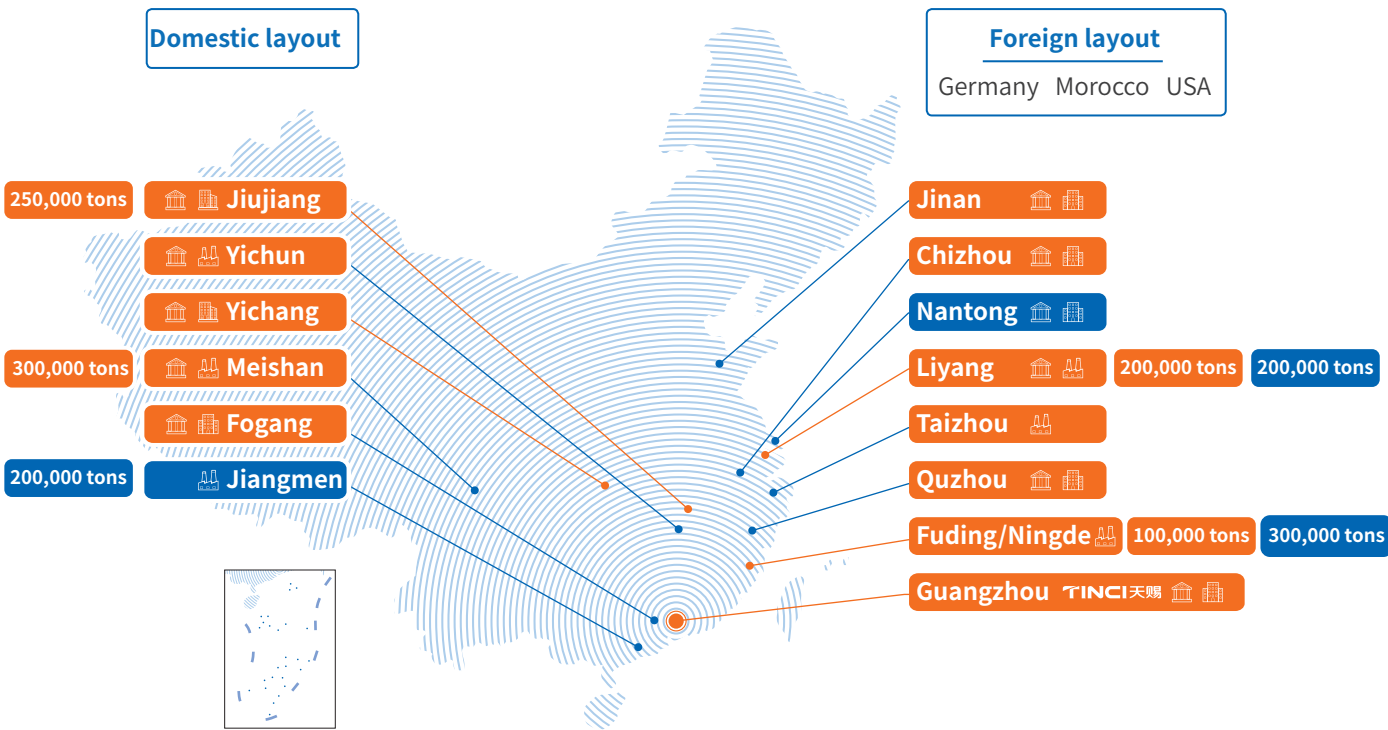 Domestic layout
Foreign layout
Germany Morocco USA
250,000 tons Jiujiang
Yichun
Yichang
300,000 tons Meishan
Fogang
200,000 tons Jiangmen
Jinan
Chizhou
Nantong
Liyang 200,000 tons 200,000 tons
Taizhou
Quzhou
Fuding/Ningde 100,000 tons 300,000 tons
Guangzhou TINCI天赐